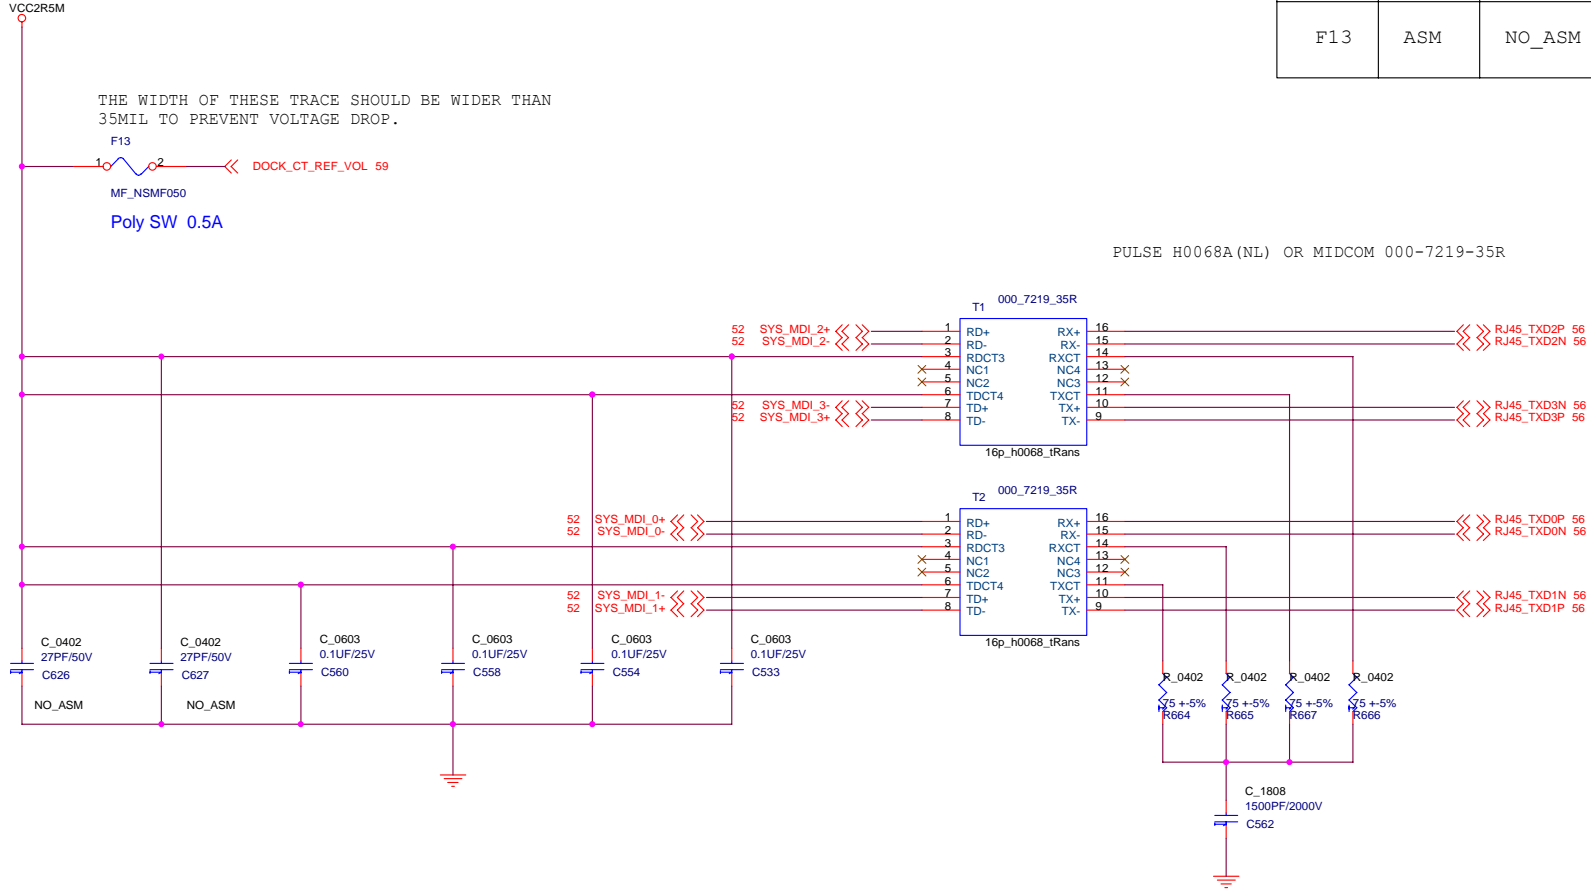 VCC2R5M
F13 ASM NO_ASM
THE WIDTH OF THESE TRACE SHOULD BE WIDER THAN
35MIL TO PREVENT VOLTAGE DROP.
F13
1 2
DOCK_CT_REF_VOL 59
MF_NSMF050
Poly SW 0.5A
PULSE H0068A(NL) OR MIDCOM 000-7219-35R
T1 000_7219_35R
52 SYS_MDI_2+ 1 RD+ RX+ 16 RJ45_TXD2P 56
52 SYS_MDI_2- 2 RD- RX- 15 RJ45_TXD2N 56
3 RDCT3 RXCT 14
4 NC1 NC4 13
5 NC2 NC3 12
6 TDCT4 TXCT 11
52 SYS_MDI_3- 7 TD+ TX+ 10 RJ45_TXD3N 56
52 SYS_MDI_3+ 8 TD- TX- 9 RJ45_TXD3P 56
16p_h0068_tRans
T2 000_7219_35R
52 SYS_MDI_0+ 1 RD+ RX+ 16 RJ45_TXD0P 56
52 SYS_MDI_0- 2 RD- RX- 15 RJ45_TXD0N 56
3 RDCT3 RXCT 14
4 NC1 NC4 13
5 NC2 NC3 12
6 TDCT4 TXCT 11
52 SYS_MDI_1- 7 TD+ TX+ 10 RJ45_TXD1N 56
52 SYS_MDI_1+ 8 TD- TX- 9 RJ45_TXD1P 56
16p_h0068_tRans
C_0402 C_0402 C_0603 C_0603 C_0603 C_0603
27PF/50V 27PF/50V 0.1UF/25V 0.1UF/25V 0.1UF/25V 0.1UF/25V
C626 C627 C560 C558 C554 C533
NO_ASM NO_ASM
R_0402 R_0402 R_0402 R_0402
75 +-5% 75 +-5% 75 +-5% 75 +-5%
R664 R665 R667 R666
C_1808
1500PF/2000V
C562